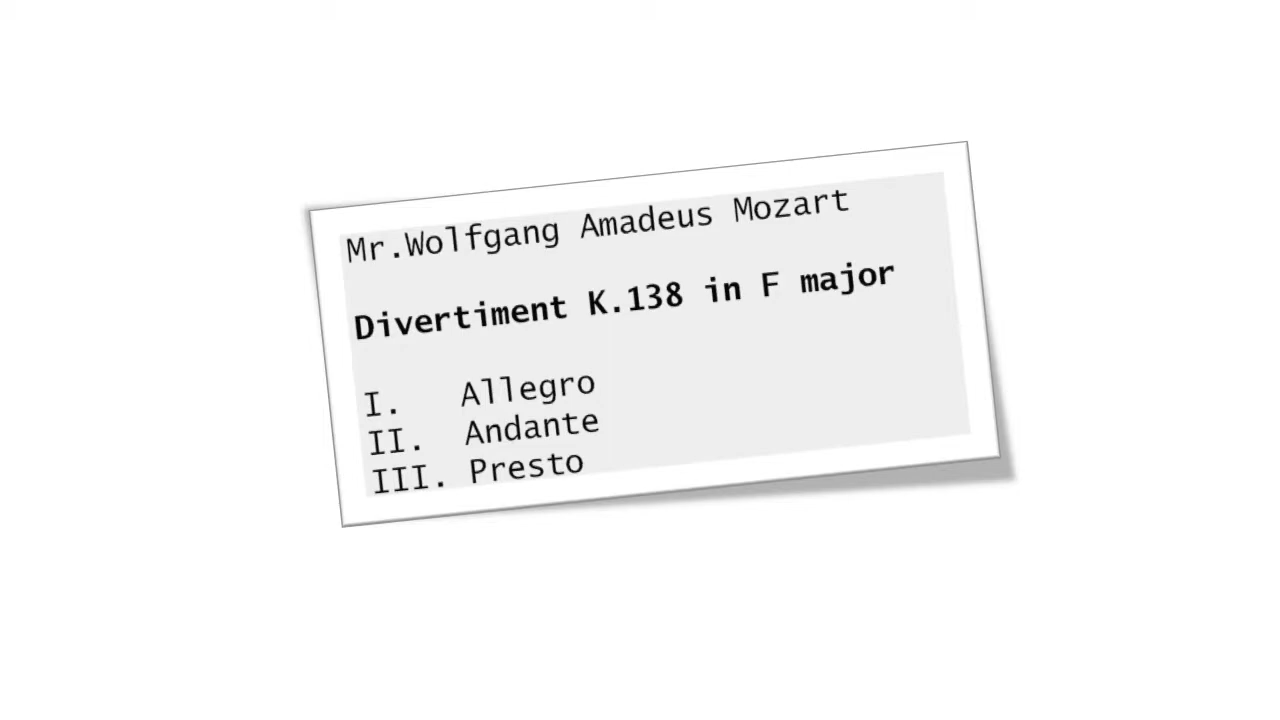 Mr.Wolfgang Amadeus Mozart
Divertiment K.138 in F major
I. Allegro
II. Andante
III. Presto